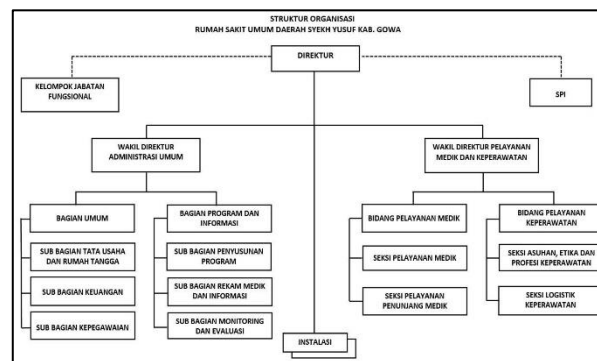 STRUKTUR ORGANISASI
RUMAH SAKIT UMUM DAERAH SYEKH YUSUF KAB. GOWA
DIREKTUR
KELOMPOK JABATAN
FUNGSIONAL
SPI
WAKIL DIREKTUR
ADMINISTRASI UMUM
WAKIL DIREKTUR PELAYANAN
MEDIK DAN KEPERAWATAN
BAGIAN UMUM
BAGIAN PROGRAM DAN
INFORMASI
BIDANG PELAYANAN MEDIK
BIDANG PELAYANAN
KEPERAWATAN
SUB BAGIAN TATA USAHA
DAN RUMAH TANGGA
SUB BAGIAN PENYUSUNAN
PROGRAM
SEKSI PELAYANAN MEDIK
SEKSI ASUHAN, ETIKA DAN
PROFESI KEPERAWATAN
SUB BAGIAN KEUANGAN
SUB BAGIAN REKAM MEDIK
DAN INFORMASI
SEKSI PELAYANAN
PENUNJANG MEDIK
SEKSI LOGISTIK
KEPERAWATAN
SUB BAGIAN KEPEGAWAIAN
SUB BAGIAN MONITORING
DAN EVALUASI
INSTALASI